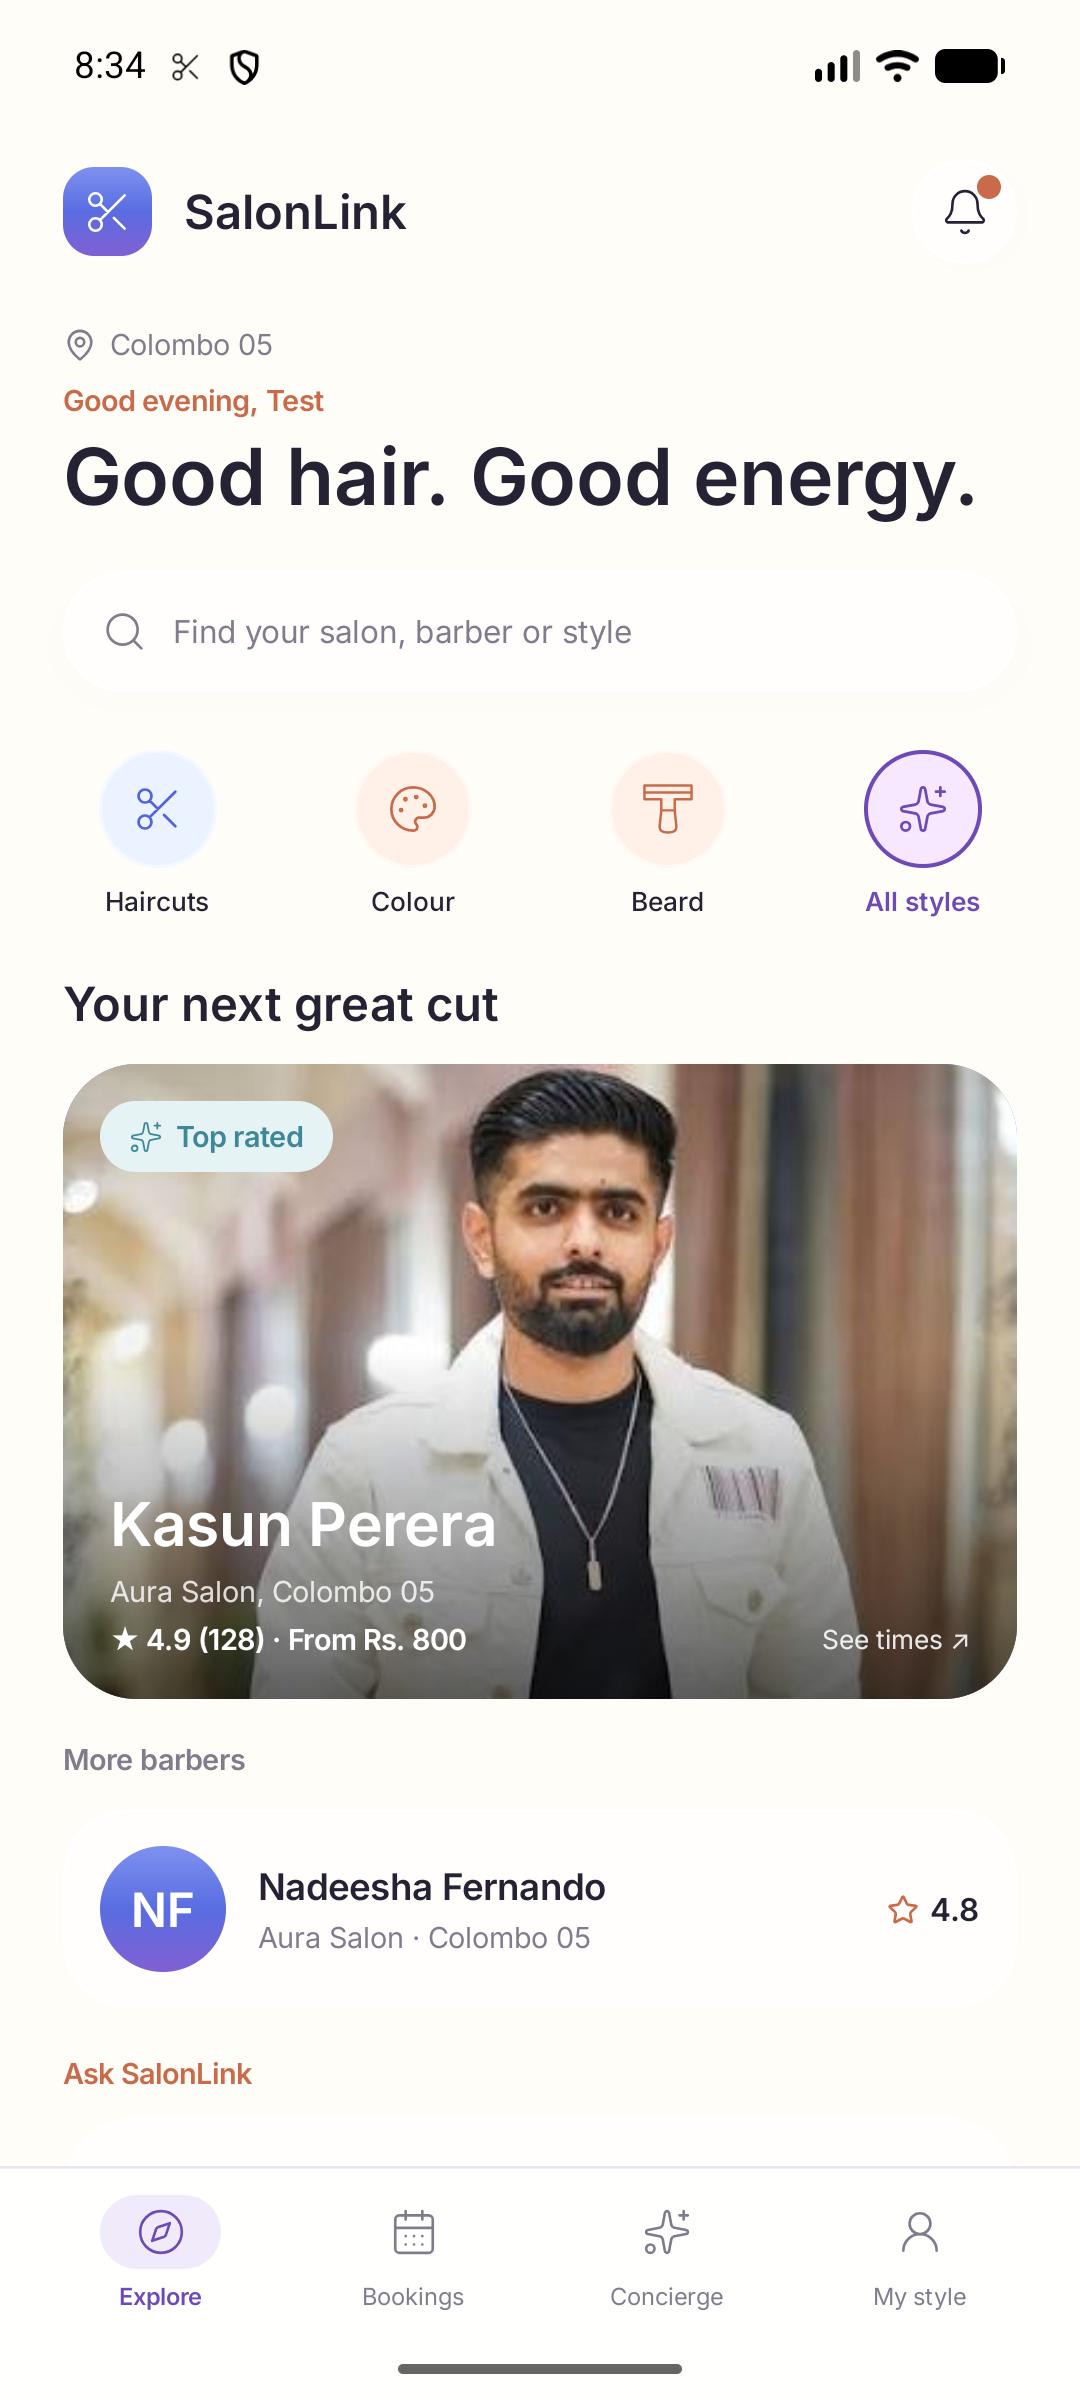 8:34
SalonLink
Colombo 05
Good evening, Test
Good hair. Good energy.
Find your salon, barber or style
Haircuts
Colour
Beard
All styles
Your next great cut
Top rated
Kasun Perera
Aura Salon, Colombo 05
★ 4.9 (128) · From Rs. 800
See times ↗
More barbers
NF
Nadeesha Fernando
Aura Salon · Colombo 05
4.8
Ask SalonLink
Explore
Bookings
Concierge
My style